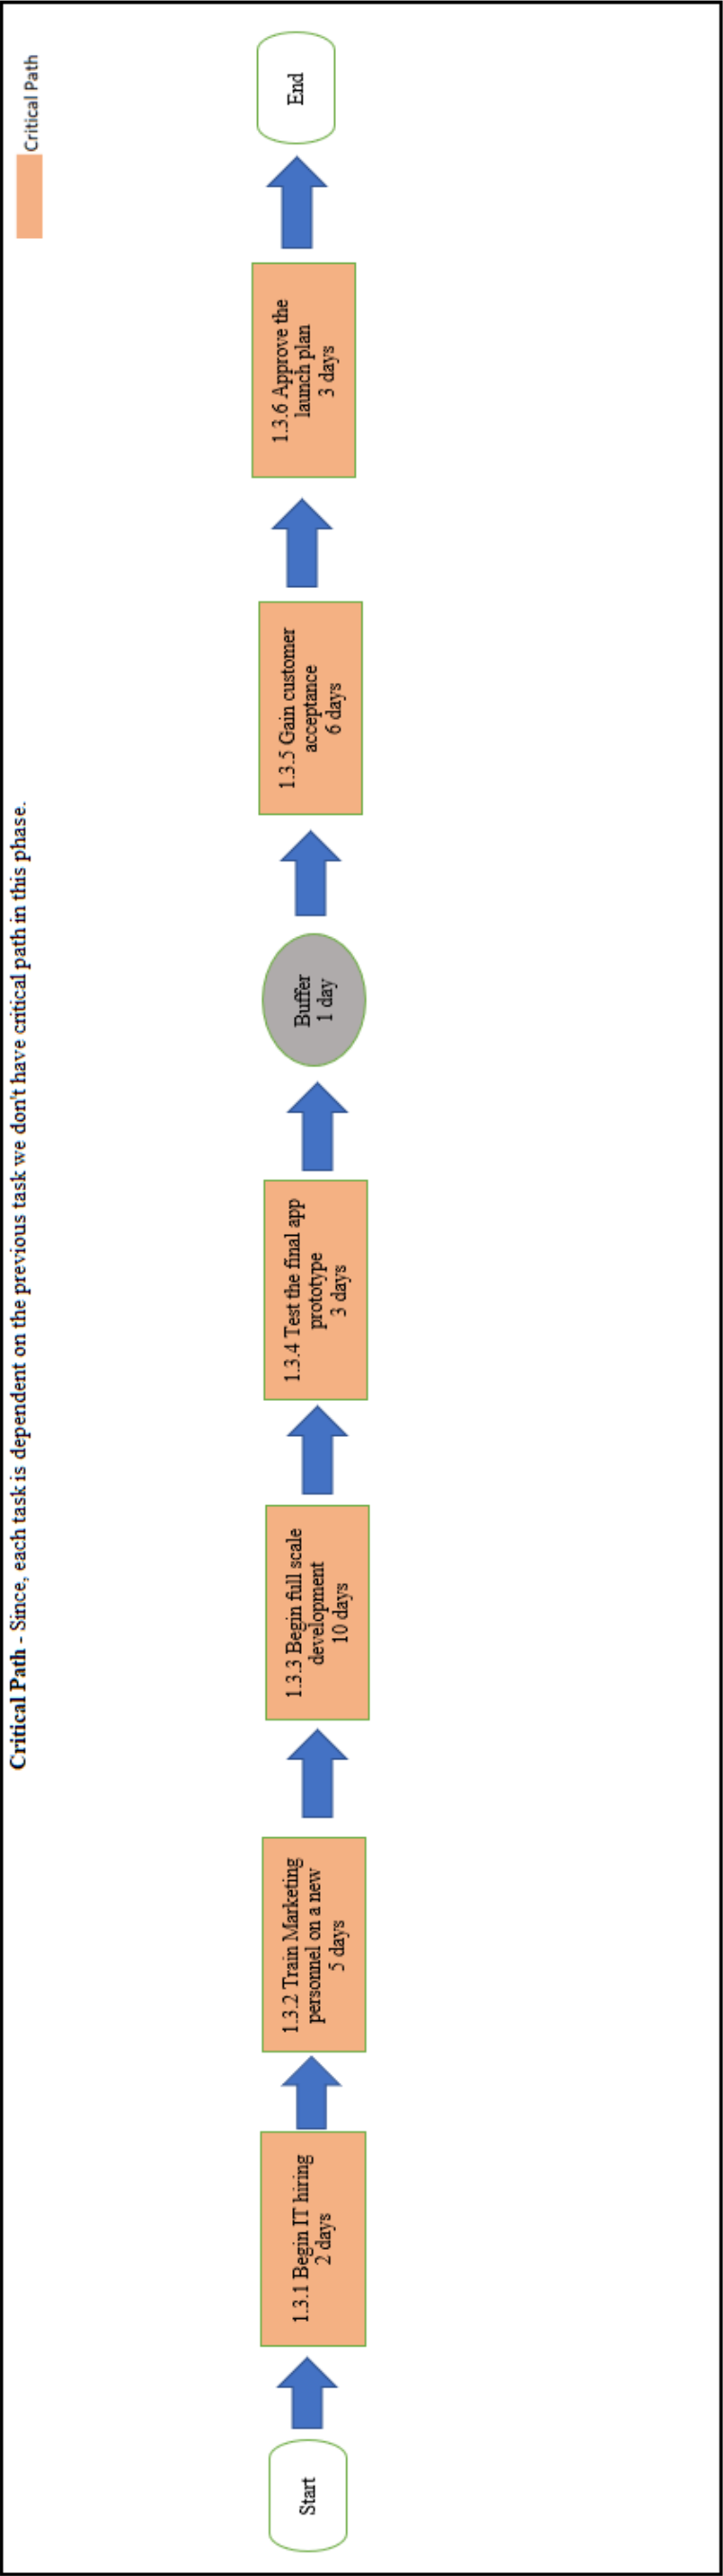 Critical Path - Since, each task is dependent on the previous task we don't have critical path in this phase.
Critical Path
Start
1.3.1 Begin IT hiring
2 days
1.3.2 Train Marketing
personnel on a new
5 days
1.3.3 Begin full scale
development
10 days
1.3.4 Test the final app
prototype
3 days
Buffer
1 day
1.3.5 Gain customer
acceptance
6 days
1.3.6 Approve the
launch plan
3 days
End